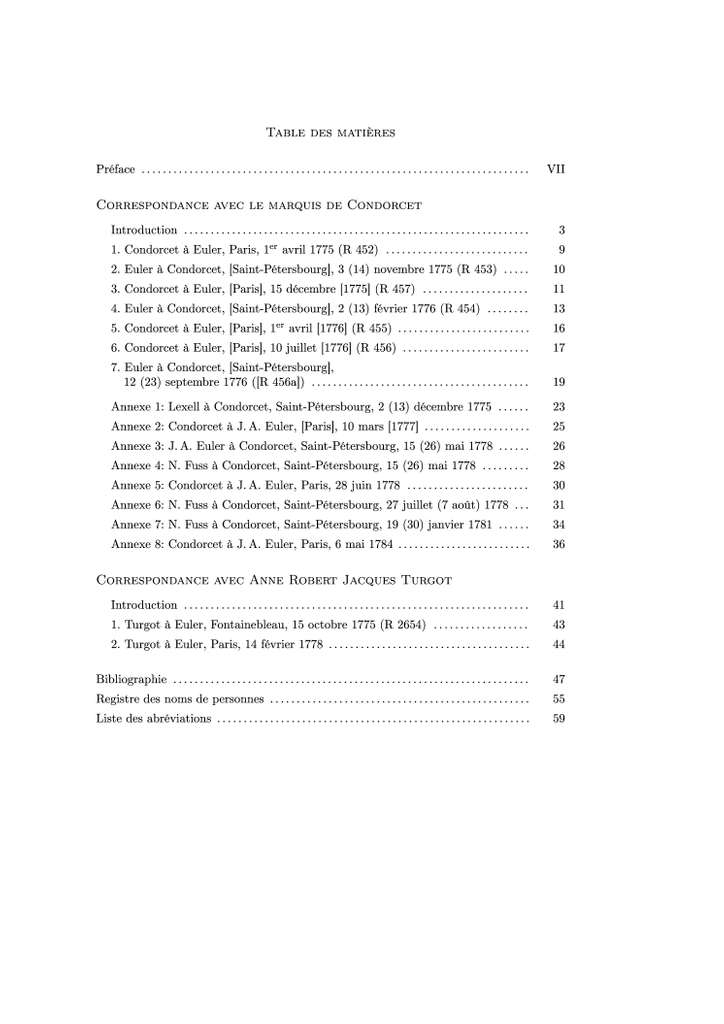 Table des matières
Préface ........................................................................ VII
Correspondance avec le marquis de Condorcet
Introduction ................................................................ 3
1. Condorcet à Euler, Paris, 1er avril 1775 (R 452) ........................... 9
2. Euler à Condorcet, [Saint-Pétersbourg], 3 (14) novembre 1775 (R 453) ..... 10
3. Condorcet à Euler, [Paris], 15 décembre [1775] (R 457) .................... 11
4. Euler à Condorcet, [Saint-Pétersbourg], 2 (13) février 1776 (R 454) ........ 13
5. Condorcet à Euler, [Paris], 1er avril [1776] (R 455) ......................... 16
6. Condorcet à Euler, [Paris], 10 juillet [1776] (R 456) ........................ 17
7. Euler à Condorcet, [Saint-Pétersbourg],
12 (23) septembre 1776 ([R 456a]) ......................................... 19
Annexe 1: Lexell à Condorcet, Saint-Pétersbourg, 2 (13) décembre 1775 ...... 23
Annexe 2: Condorcet à J. A. Euler, [Paris], 10 mars [1777] .................... 25
Annexe 3: J. A. Euler à Condorcet, Saint-Pétersbourg, 15 (26) mai 1778 ...... 26
Annexe 4: N. Fuss à Condorcet, Saint-Pétersbourg, 15 (26) mai 1778 ......... 28
Annexe 5: Condorcet à J. A. Euler, Paris, 28 juin 1778 ....................... 30
Annexe 6: N. Fuss à Condorcet, Saint-Pétersbourg, 27 juillet (7 août) 1778 ... 31
Annexe 7: N. Fuss à Condorcet, Saint-Pétersbourg, 19 (30) janvier 1781 ...... 34
Annexe 8: Condorcet à J. A. Euler, Paris, 6 mai 1784 ......................... 36
Correspondance avec Anne Robert Jacques Turgot
Introduction ................................................................ 41
1. Turgot à Euler, Fontainebleau, 15 octobre 1775 (R 2654) .................. 43
2. Turgot à Euler, Paris, 14 février 1778 ...................................... 44
Bibliographie .................................................................. 47
Registre des noms de personnes ................................................. 55
Liste des abréviations .......................................................... 59